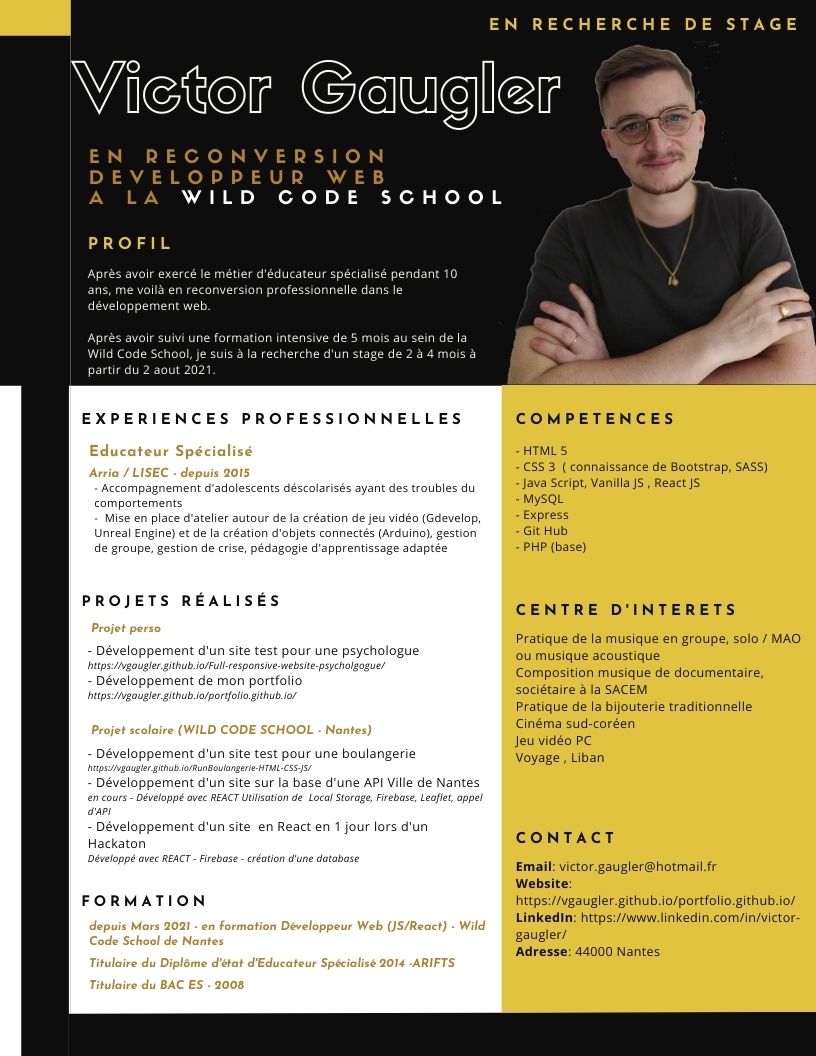 EN RECHERCHE DE STAGE
Victor Gaugler
EN RECONVERSION
DEVELOPPEUR WEB
A LA WILD CODE SCHOOL
PROFIL
Après avoir exercé le métier d'éducateur spécialisé pendant 10
ans, me voilà en reconversion professionnelle dans le
développement web.
Après avoir suivi une formation intensive de 5 mois au sein de la
Wild Code School, je suis à la recherche d'un stage de 2 à 4 mois à
partir du 2 aout 2021.
EXPERIENCES PROFESSIONNELLES
Educateur Spécialisé
Arria / LISEC - depuis 2015
- Accompagnement d'adolescents déscolarisés ayant des troubles du
comportements
- Mise en place d'atelier autour de la création de jeu vidéo (Gdevelop,
Unreal Engine) et de la création d'objets connectés (Arduino), gestion
de groupe, gestion de crise, pédagogie d'apprentissage adaptée
PROJETS RÉALISÉS
Projet perso
- Développement d'un site test pour une psychologue
https://vgaugler.github.io/Full-responsive-website-psycholgogue/
- Développement de mon portfolio
https://vgaugler.github.io/portfolio.github.io/
Projet scolaire (WILD CODE SCHOOL - Nantes)
- Développement d'un site test pour une boulangerie
https://vgaugler.github.io/RunBoulangerie-HTML-CSS-JS/
- Développement d'un site sur la base d'une API Ville de Nantes
en cours - Développé avec REACT Utilisation de Local Storage, Firebase, Leaflet, appel
d'API
- Développement d'un site en React en 1 jour lors d'un
Hackaton
Développé avec REACT - Firebase - création d'une database
FORMATION
depuis Mars 2021 - en formation Développeur Web (JS/React) - Wild
Code School de Nantes
Titulaire du Diplôme d'état d'Educateur Spécialisé 2014 -ARIFTS
Titulaire du BAC ES - 2008
COMPETENCES
- HTML 5
- CSS 3 ( connaissance de Bootstrap, SASS)
- Java Script, Vanilla JS , React JS
- MySQL
- Express
- Git Hub
- PHP (base)
CENTRE D'INTERETS
Pratique de la musique en groupe, solo / MAO
ou musique acoustique
Composition musique de documentaire,
sociétaire à la SACEM
Pratique de la bijouterie traditionnelle
Cinéma sud-coréen
Jeu vidéo PC
Voyage , Liban
CONTACT
Email: victor.gaugler@hotmail.fr
Website:
https://vgaugler.github.io/portfolio.github.io/
LinkedIn: https://www.linkedin.com/in/victor-
gaugler/
Adresse: 44000 Nantes